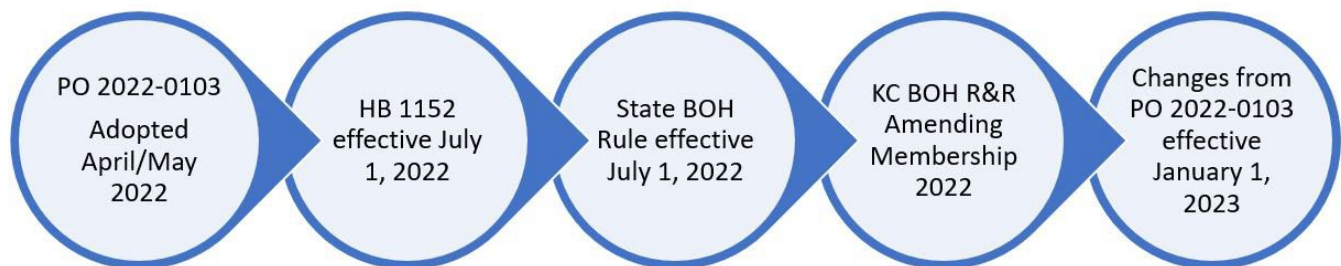 PO 2022-0103
Adopted
April/May
2022
HB 1152
effective July
1, 2022
State BOH
Rule effective
July 1, 2022
KC BOH R&R
Amending
Membership
2022
Changes from
PO 2022-0103
effective
January 1,
2023